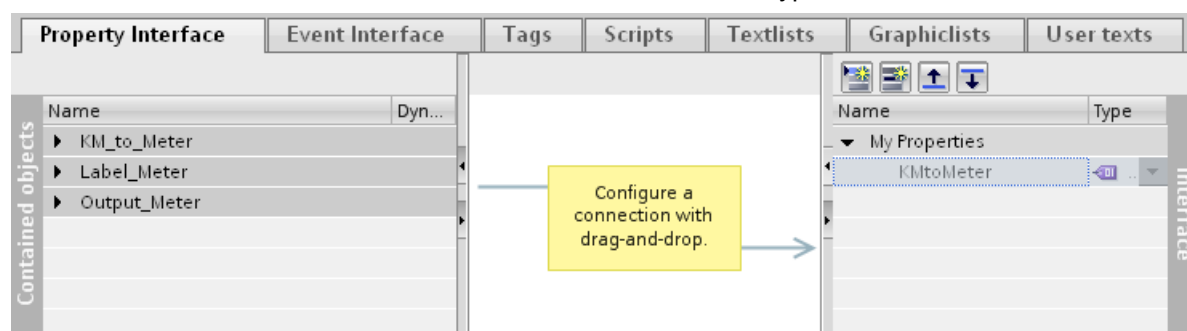 Property Interface
Event Interface
Tags
Scripts
Textlists
Graphiclists
User texts
Contained objects
Name
Dyn...
KM_to_Meter
Label_Meter
Output_Meter
Configure a
connection with
drag-and-drop.
Name
Type
My Properties
KMtoMeter
...
Interface